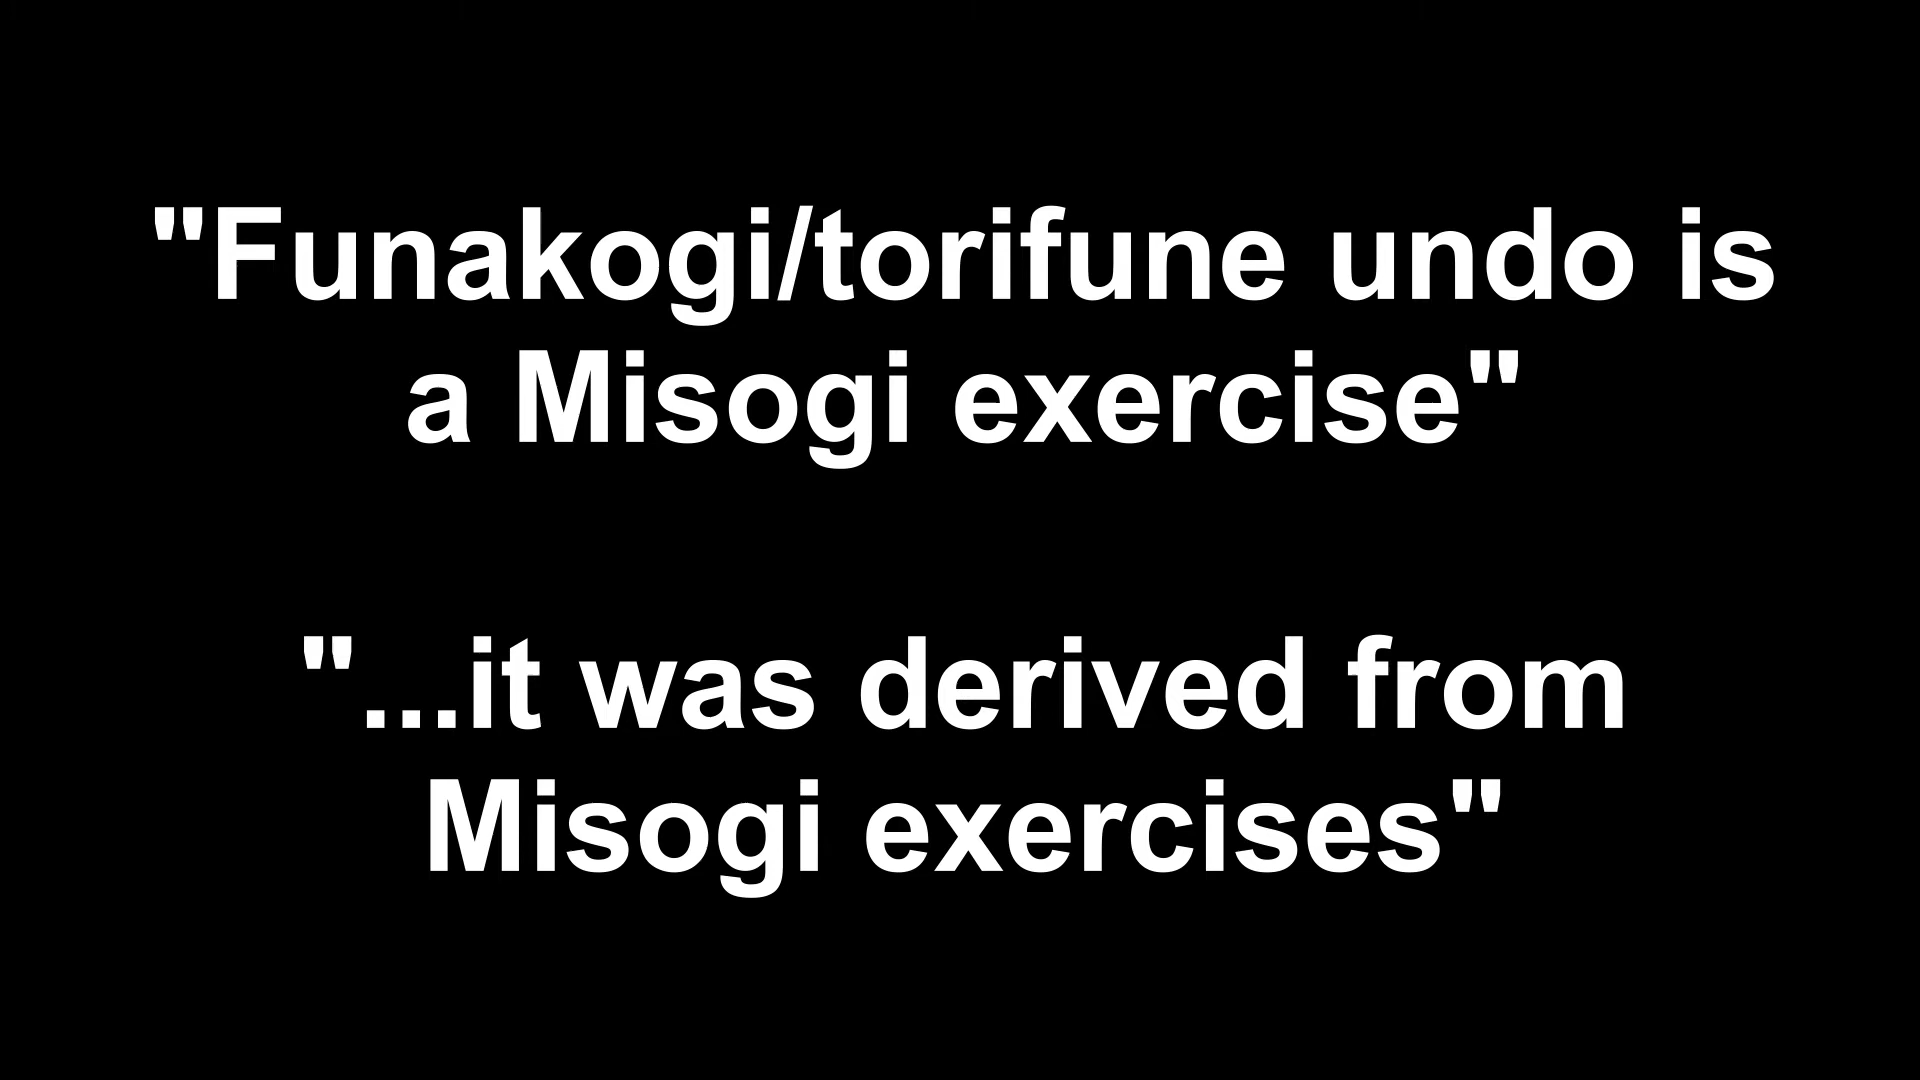 "Funakogi/torifune undo is
a Misogi exercise"
"...it was derived from
Misogi exercises"